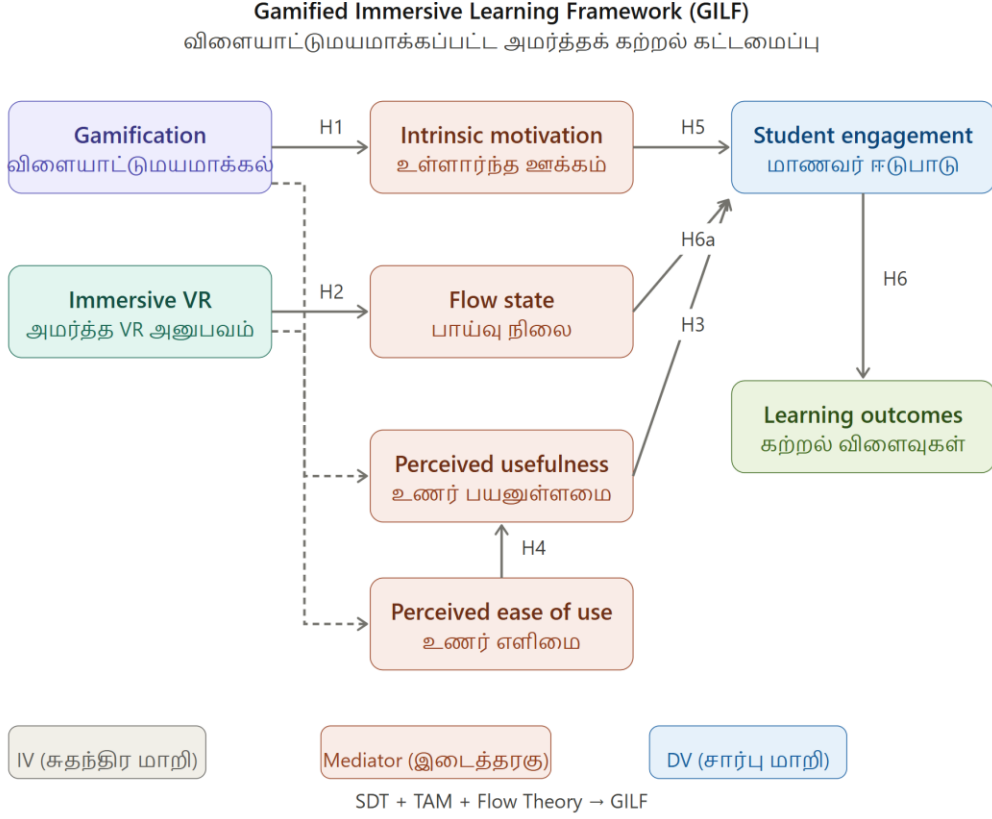 Gamified Immersive Learning Framework (GILF)
விளையாட்டுமயமாக்கப்பட்ட அமர்த்தக் கற்றல் கட்டமைப்பு
Gamification
விளையாட்டுமயமாக்கல்
H1
Intrinsic motivation
உள்ளார்ந்த ஊக்கம்
H5
Student engagement
மாணவர் ஈடுபாடு
Immersive VR
அமர்த்த VR அனுபவம்
H2
Flow state
பாய்வு நிலை
H6a
H3
H6
Learning outcomes
கற்றல் விளைவுகள்
Perceived usefulness
உணர் பயனுள்ளமை
H4
Perceived ease of use
உணர் எளிமை
IV (சுதந்திர மாறி)
Mediator (இடைத்தரகு)
DV (சார்பு மாறி)
SDT + TAM + Flow Theory → GILF